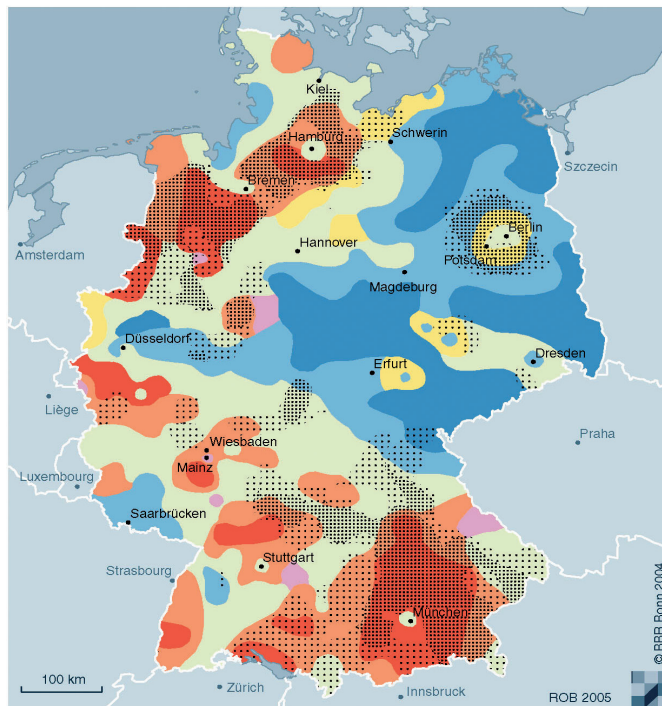 Kiel
Hamburg
Schwerin
Szczecin
Bremen
Berlin
Amsterdam
Hannover
Potsdam
Magdeburg
Düsseldorf
Dresden
Erfurt
Liège
Praha
Wiesbaden
Mainz
Luxembourg
Saarbrücken
Stuttgart
Strasbourg
München
© BBR Bonn 2004
100 km
Zürich
Innsbruck
ROB 2005